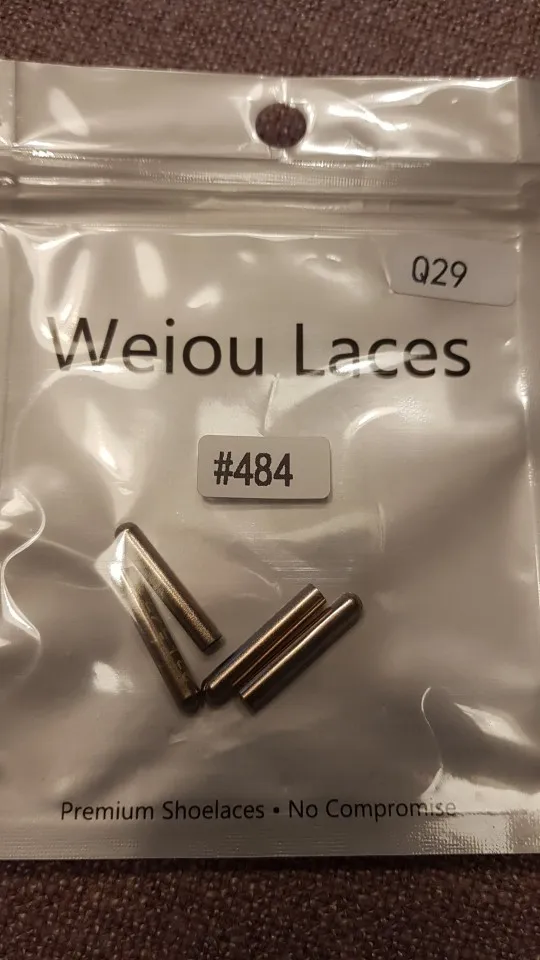 Q29
Weiou Laces
#484
Premium Shoelaces • No Compromise